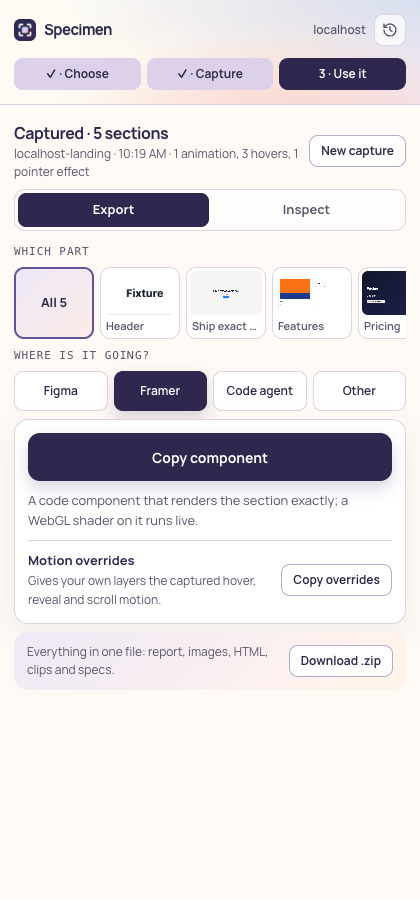 Specimen
localhost
✓ · Choose
✓ · Capture
3 · Use it
Captured · 5 sections
localhost-landing · 10:19 AM · 1 animation, 3 hovers, 1
pointer effect
New capture
Export
Inspect
WHICH PART
All 5
Fixture
Header
Ship exact ...
Features
Pricing
Pricing
WHERE IS IT GOING?
Figma
Framer
Code agent
Other
Copy component
A code component that renders the section exactly; a
WebGL shader on it runs live.
Motion overrides
Gives your own layers the captured hover,
reveal and scroll motion.
Copy overrides
Everything in one file: report, images, HTML,
clips and specs.
Download .zip